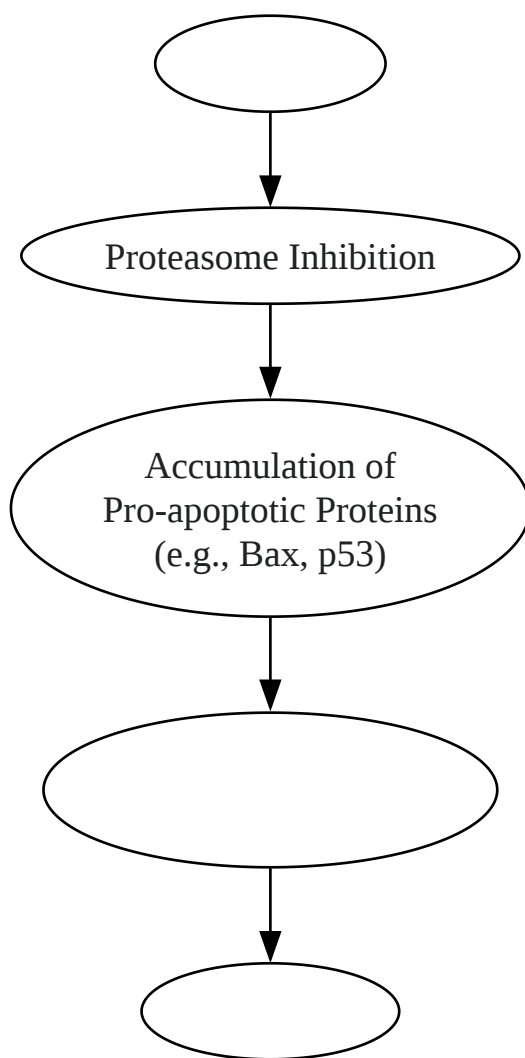 Proteasome Inhibition
Accumulation of
Pro-apoptotic Proteins
(e.g., Bax, p53)